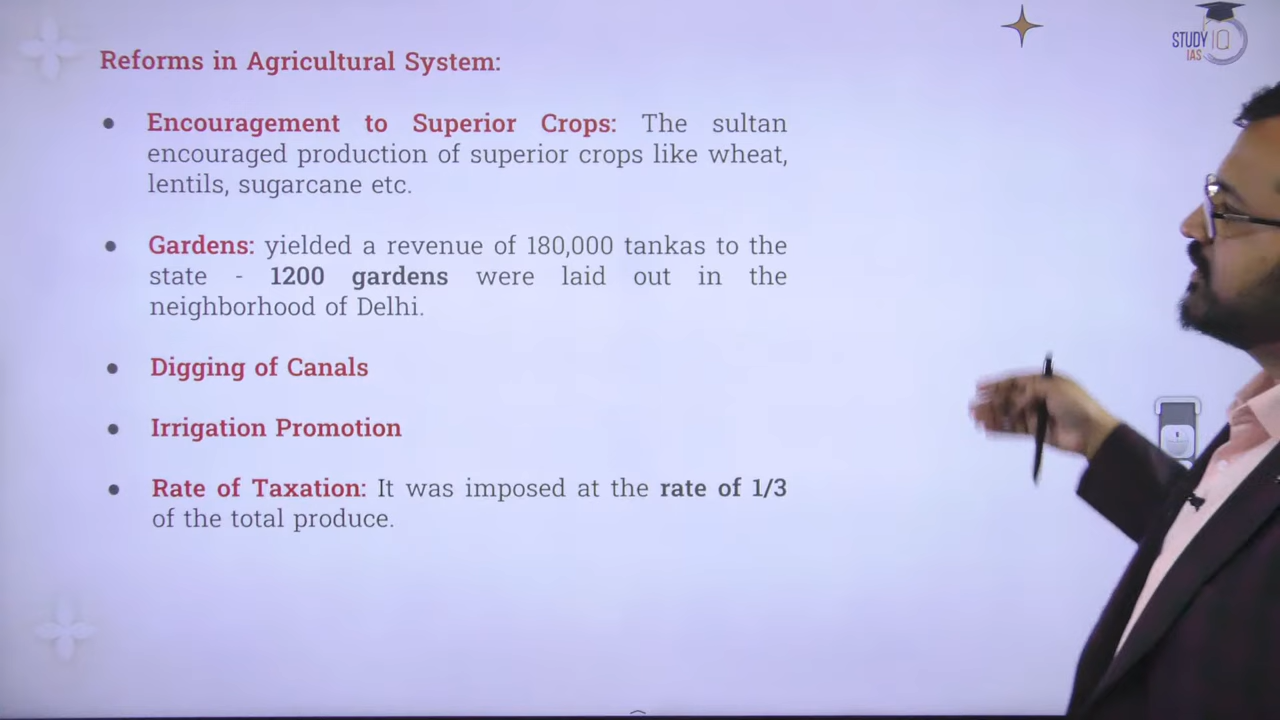 STUDY IQ
IAS
Reforms in Agricultural System:
● Encouragement to Superior Crops: The sultan
encouraged production of superior crops like wheat,
lentils, sugarcane etc.
● Gardens: yielded a revenue of 180,000 tankas to the
state - 1200 gardens were laid out in the
neighborhood of Delhi.
● Digging of Canals
● Irrigation Promotion
● Rate of Taxation: It was imposed at the rate of 1/3
of the total produce.